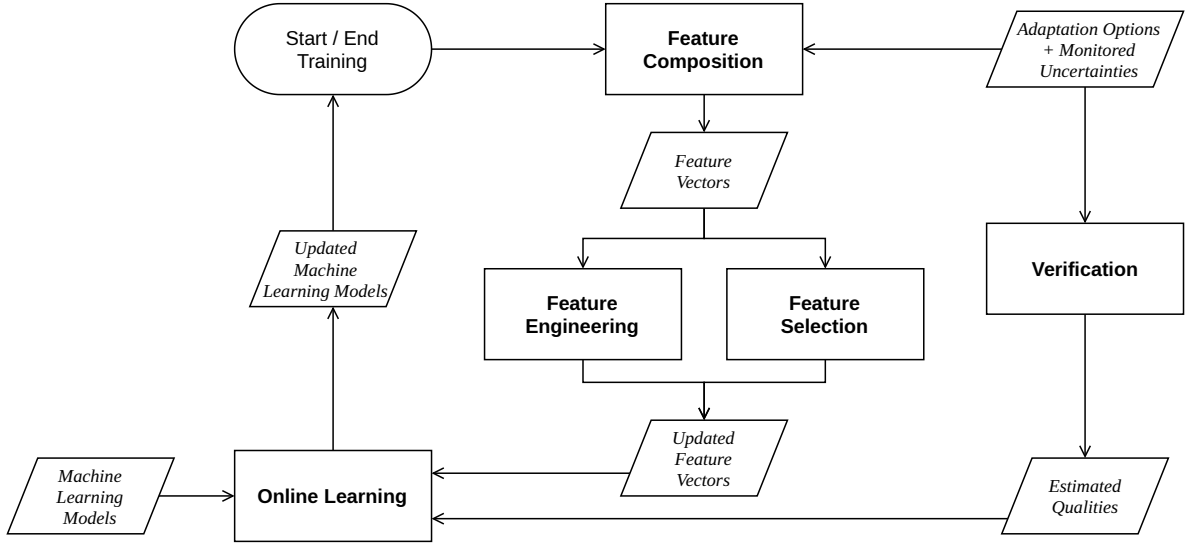 Start / End
Training
Feature
Composition
Adaptation Options
+ Monitored
Uncertainties
Feature
Vectors
Updated
Machine
Learning Models
Feature
Engineering
Feature
Selection
Verification
Machine
Learning
Models
Online Learning
Updated
Feature
Vectors
Estimated
Qualities